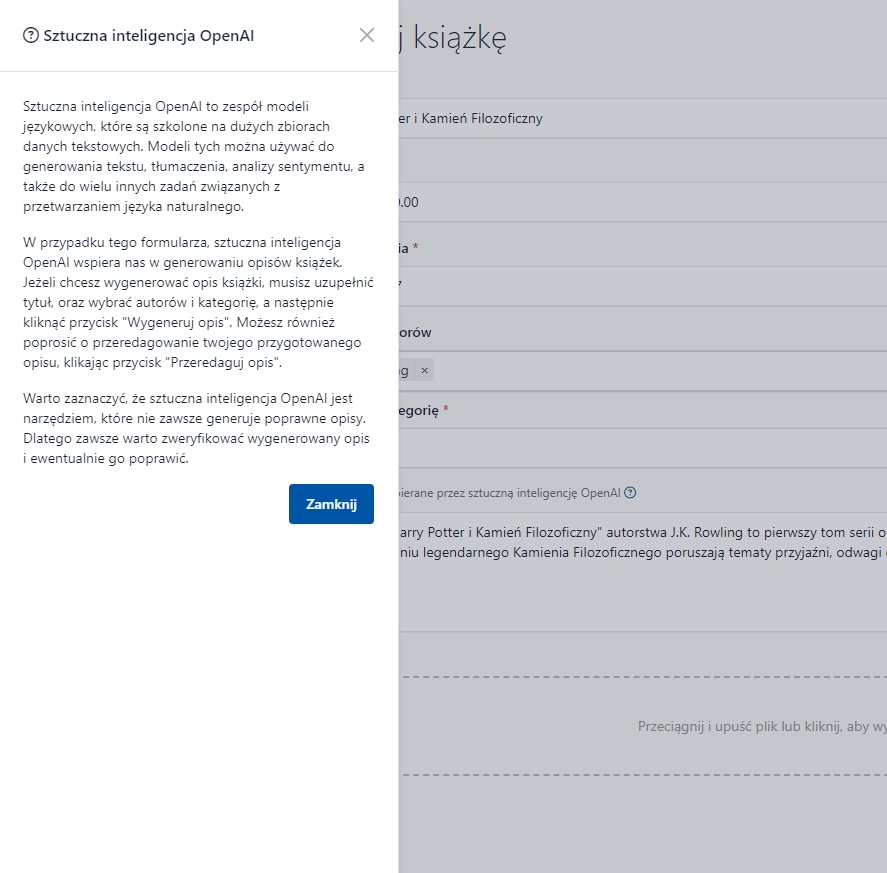 Sztuczna inteligencja OpenAI
Sztuczna inteligencja OpenAI to zespół modeli
językowych, które są szkolone na dużych zbiorach
danych tekstowych. Modeli tych można używać do
generowania tekstu, tłumaczenia, analizy sentymentu, a
także do wielu innych zadań związanych z
przetwarzaniem języka naturalnego.
W przypadku tego formularza, sztuczna inteligencja
OpenAI wspiera nas w generowaniu opisów książek.
Jeżeli chcesz wygenerować opis książki, musisz uzupełnić
tytuł, oraz wybrać autorów i kategorię, a następnie
kliknąć przycisk "Wygeneruj opis". Możesz również
poprosić o przeredagowanie twojego przygotowanego
opisu, klikając przycisk "Przeredaguj opis".
Warto zaznaczyć, że sztuczna inteligencja OpenAI jest
narzędziem, które nie zawsze generuje poprawne opisy.
Dlatego zawsze warto zweryfikować wygenerowany opis
i ewentualnie go poprawić.
Zamknij
j książkę
er i Kamień Filozoficzny
0.00
ia *
7
orów
ng ×
egorię *
pierane przez sztuczną inteligencję OpenAI
arry Potter i Kamień Filozoficzny" autorstwa J.K. Rowling to pierwszy tom serii o
niu legendarnego Kamienia Filozoficznego poruszają tematy przyjaźni, odwagi
Przeciągnij i upuść plik lub kliknij, aby wy